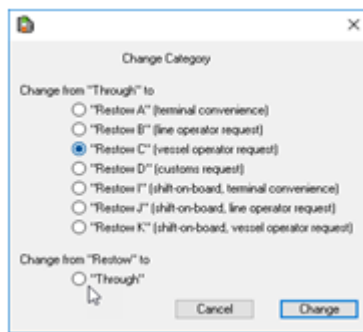 Change Category
Change from "Through" to
"Restow A" (terminal convenience)
"Restow B" (line operator request)
"Restow C" (vessel operator request)
"Restow D" (customs request)
"Restow I" (shift-on-board, terminal convenience)
"Restow J" (shift-on-board, line operator request)
"Restow K" (shift-on-board, vessel operator request)
Change from "Restow" to
"Through"
Cancel
Change